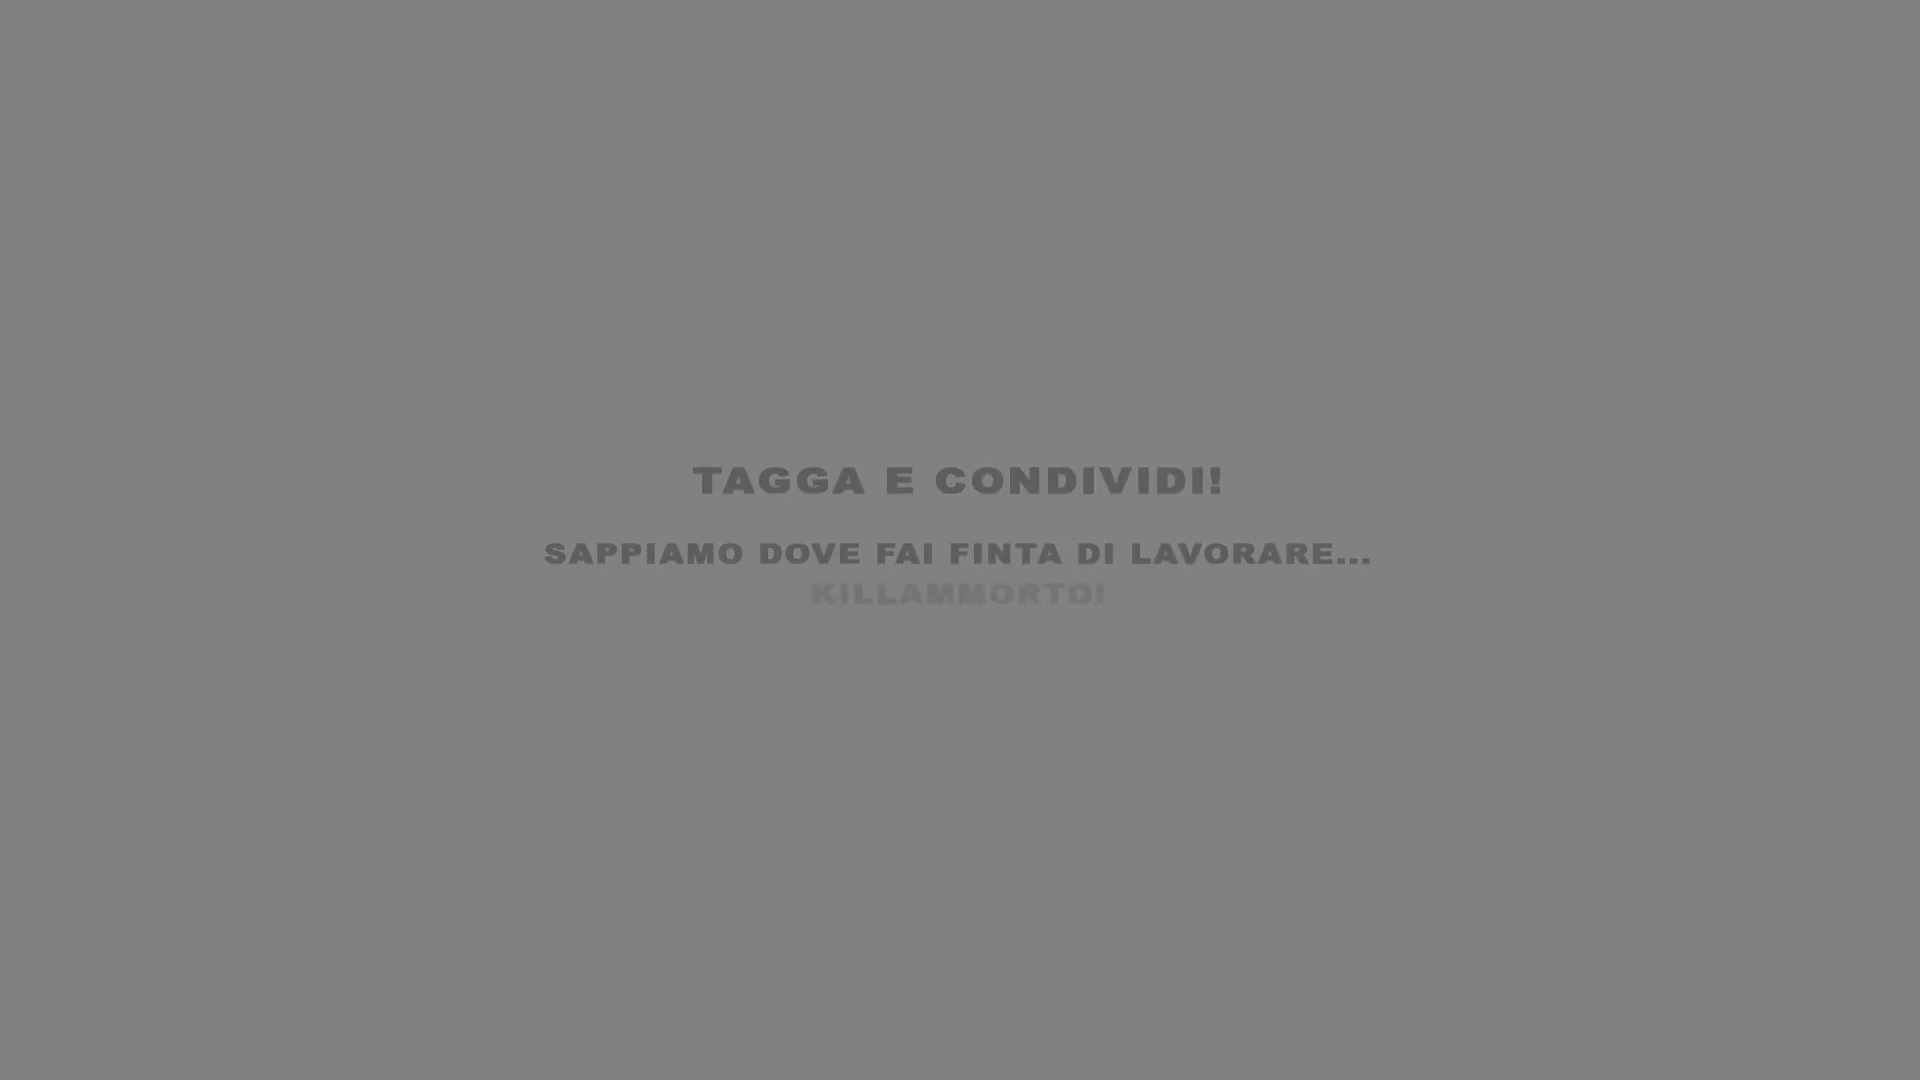 TAGGA E CONDIVIDI!
SAPPIAMO DOVE FAI FINTA DI LAVORARE...
KILLAMMORTO!